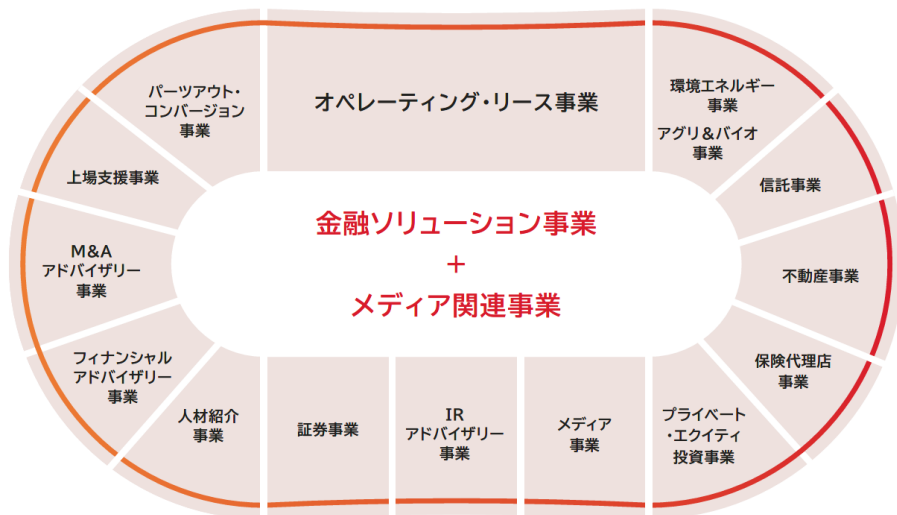 オペレーティング・リース事業
環境エネルギー
事業
アグリ&バイオ
事業
信託事業
不動産事業
保険代理店
事業
プライベート
・エクイティ
投資事業
メディア
事業
IR
アドバイザリー
事業
証券事業
人材紹介
事業
フィナンシャル
アドバイザリー
事業
M&A
アドバイザリー
事業
上場支援事業
パーツアウト・
コンバージョン
事業
金融ソリューション事業
+
メディア関連事業